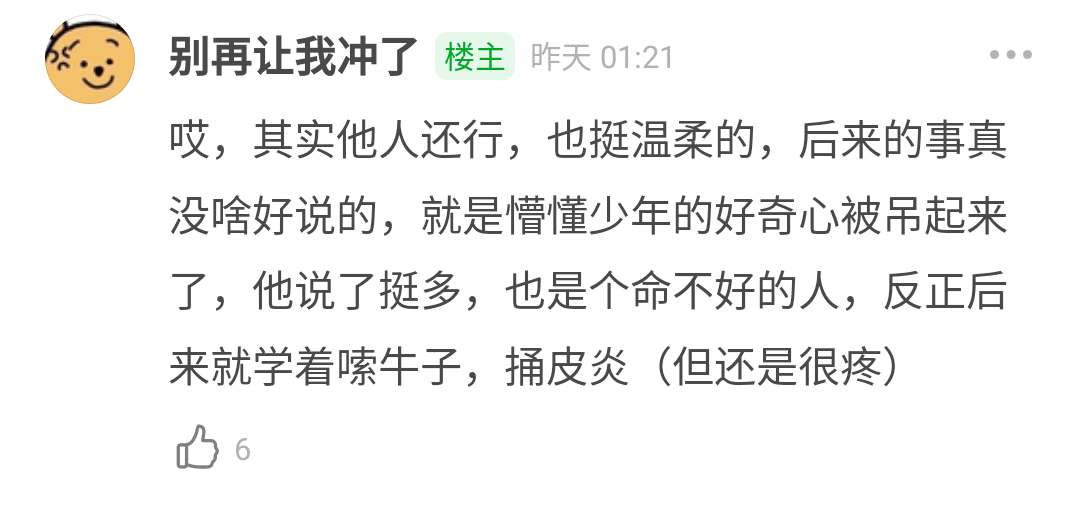 别再让我冲了 楼主 昨天 01:21
哎，其实他人还行，也挺温柔的，后来的事真
没啥好说的，就是懵懂少年的好奇心被吊起来
了，他说了挺多，也是个命不好的人，反正后
来就学着嗦牛子，捅皮炎（但还是很疼）
6